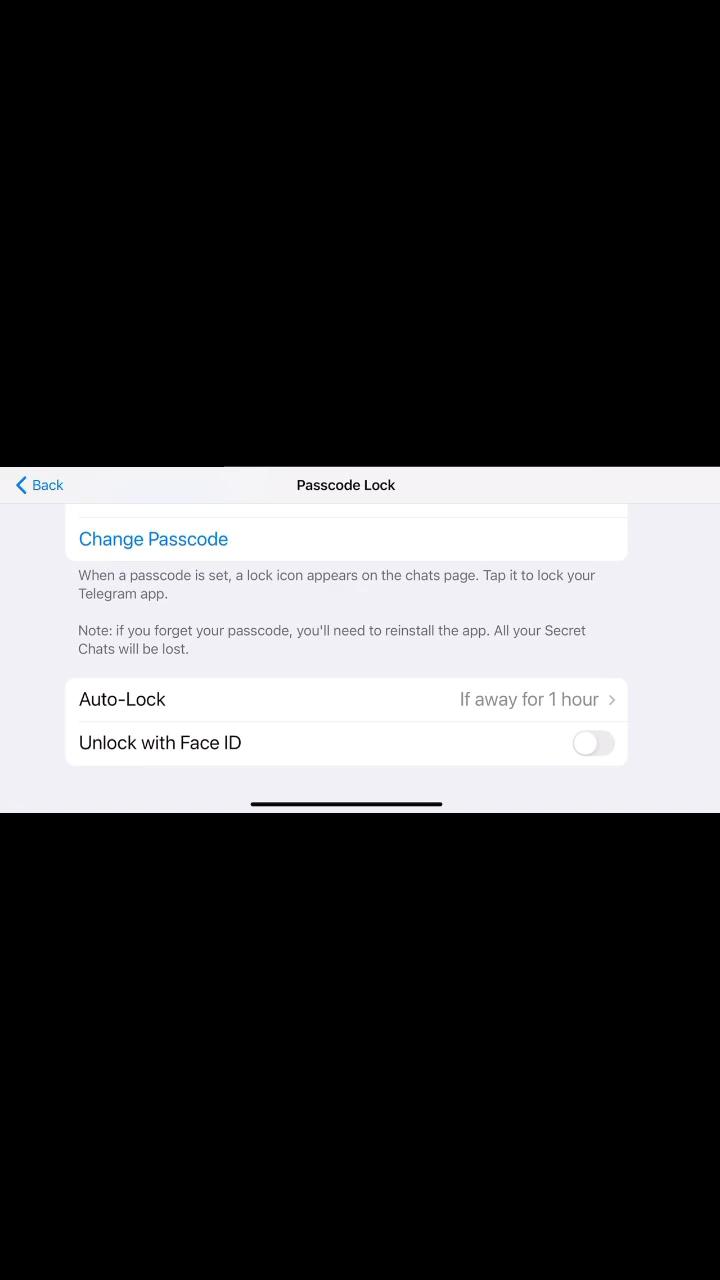 Back
Passcode Lock
Change Passcode
When a passcode is set, a lock icon appears on the chats page. Tap it to lock your
Telegram app.
Note: if you forget your passcode, you'll need to reinstall the app. All your Secret
Chats will be lost.
Auto-Lock If away for 1 hour
Unlock with Face ID